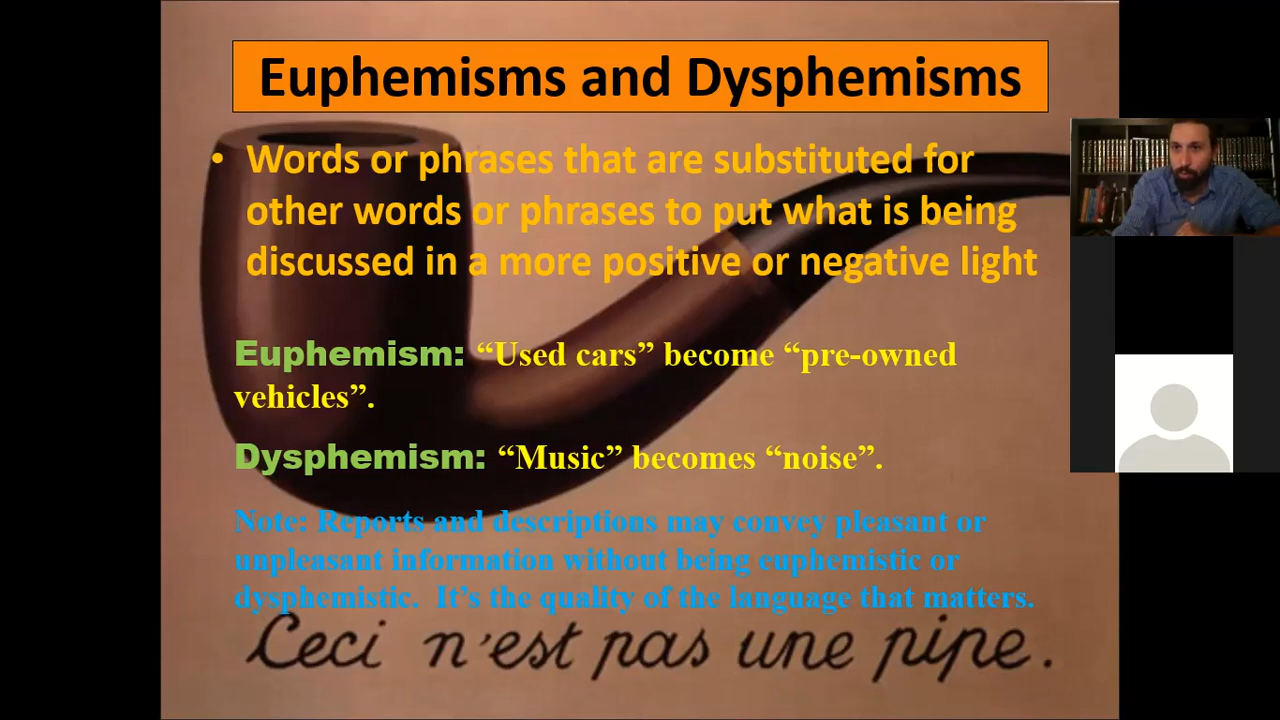 Euphemisms and Dysphemisms
• Words or phrases that are substituted for
other words or phrases to put what is being
discussed in a more positive or negative light
Euphemism: “Used cars” become “pre-owned
vehicles”.
Dysphemism: “Music” becomes “noise”.
Note: Reports and descriptions may convey pleasant or
unpleasant information without being euphemistic or
dysphemistic.  It’s the quality of the language that matters.
Ceci n’est pas une pipe.